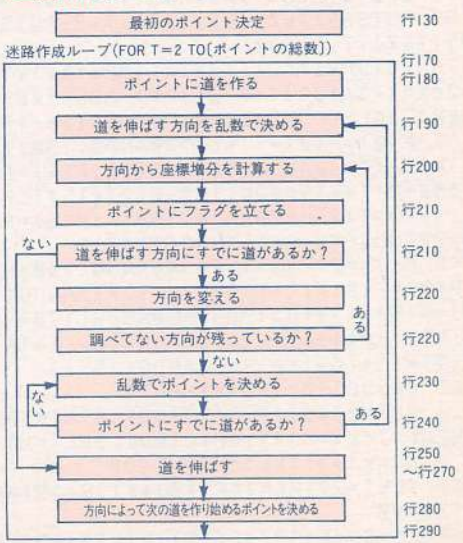 最初のポイント決定 行130
迷路作成ループ(FOR T=2 TO[ポイントの総数])
行170
ポイントに道を作る 行180
道を伸ばす方向を乱数で決める 行190
方向から座標増分を計算する 行200
ポイントにフラグを立てる 行210
ない
道を伸ばす方向にすでに道があるか? 行210
ある
方向を変える 行220
ある
調べてない方向が残っているか? 行220
ない
乱数でポイントを決める 行230
ない
ポイントにすでに道があるか? ある 行240
道を伸ばす 行250
〜行270
方向によって次の道を作り始めるポイントを決める 行280
行290